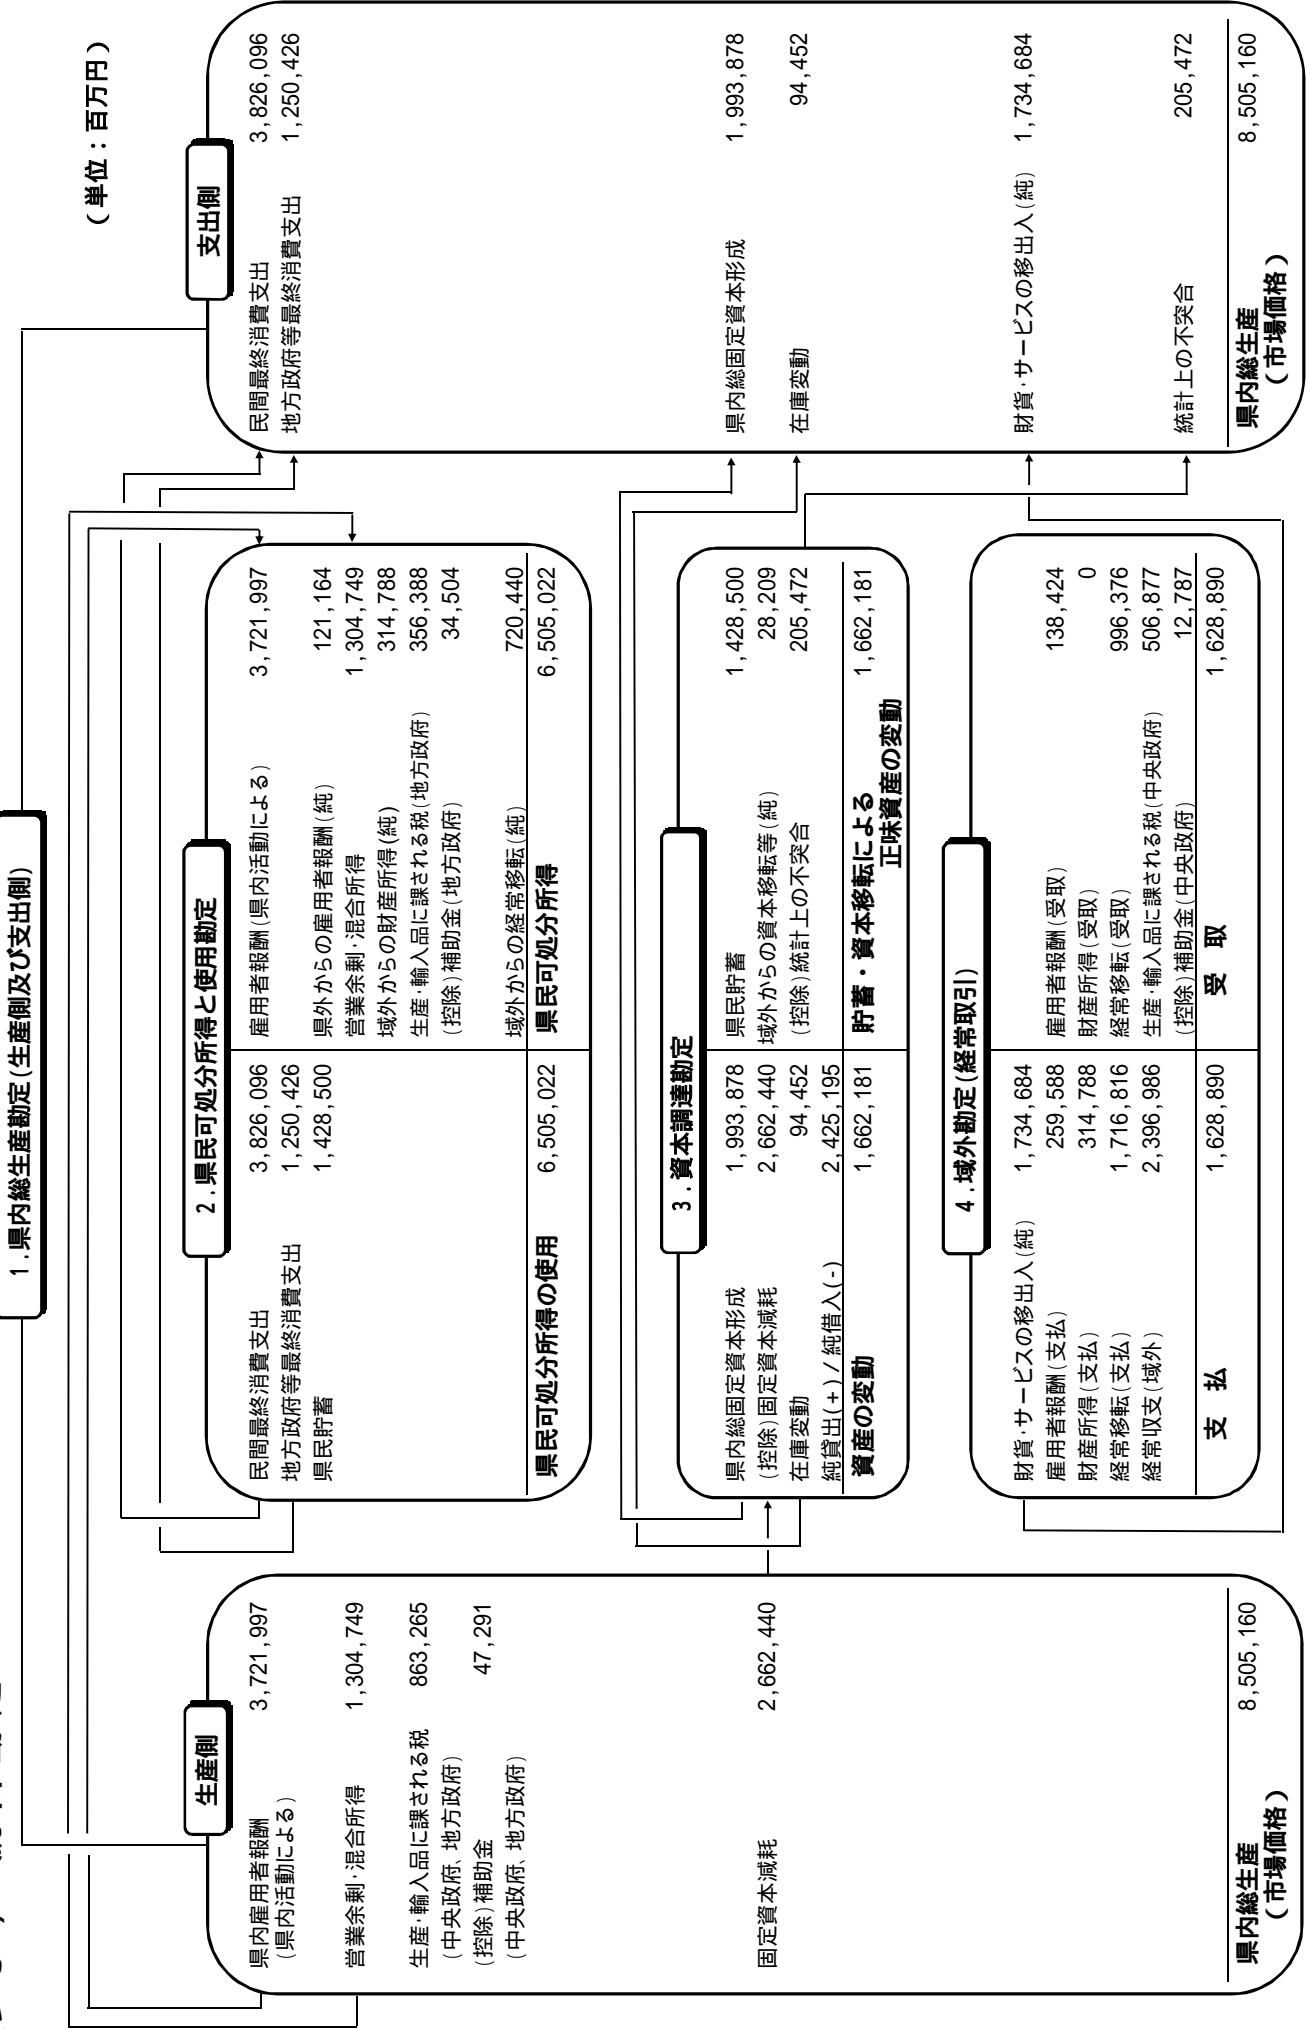 1.県内総生産勘定(生産側及び支出側)
(単位：百万円)
生産側
県内雇用者報酬 3,721,997
(県内活動による)
営業余剰･混合所得 1,304,749
生産･輸入品に課される税 863,265
(中央政府、地方政府)
(控除)補助金 47,291
(中央政府、地方政府)
固定資本減耗 2,662,440
県内総生産 8,505,160
(市場価格)
2.県民可処分所得と使用勘定
民間最終消費支出 3,826,096
地方政府等最終消費支出 1,250,426
県民貯蓄 1,428,500
県民可処分所得の使用 6,505,022
雇用者報酬(県内活動による) 3,721,997
県外からの雇用者報酬(純) 121,164
営業余剰･混合所得 1,304,749
域外からの財産所得(純) 314,788
生産･輸入品に課される税(地方政府) 356,388
(控除)補助金(地方政府) 34,504
域外からの経常移転(純) 720,440
県民可処分所得 6,505,022
3.資本調達勘定
県内総固定資本形成 1,993,878
(控除)固定資本減耗 2,662,440
在庫変動 94,452
純貸出(+)/純借入(-) 2,425,195
資産の変動 1,662,181
県民貯蓄 1,428,500
域外からの資本移転等(純) 28,209
(控除)統計上の不突合 205,472
貯蓄・資本移転による 1,662,181
正味資産の変動
4.域外勘定(経常取引)
財貨･サービスの移出入(純) 1,734,684
雇用者報酬(支払) 259,588
財産所得(支払) 314,788
経常移転(支払) 1,716,816
経常収支(域外) 2,396,986
支 払 1,628,890
雇用者報酬(受取) 138,424
財産所得(受取) 0
経常移転(受取) 996,376
生産･輸入品に課される税(中央政府) 506,877
(控除)補助金(中央政府) 12,787
受 取 1,628,890
支出側
民間最終消費支出 3,826,096
地方政府等最終消費支出 1,250,426
県内総固定資本形成 1,993,878
在庫変動 94,452
財貨･サービスの移出入(純) 1,734,684
統計上の不突合 205,472
県内総生産 8,505,160
(市場価格)